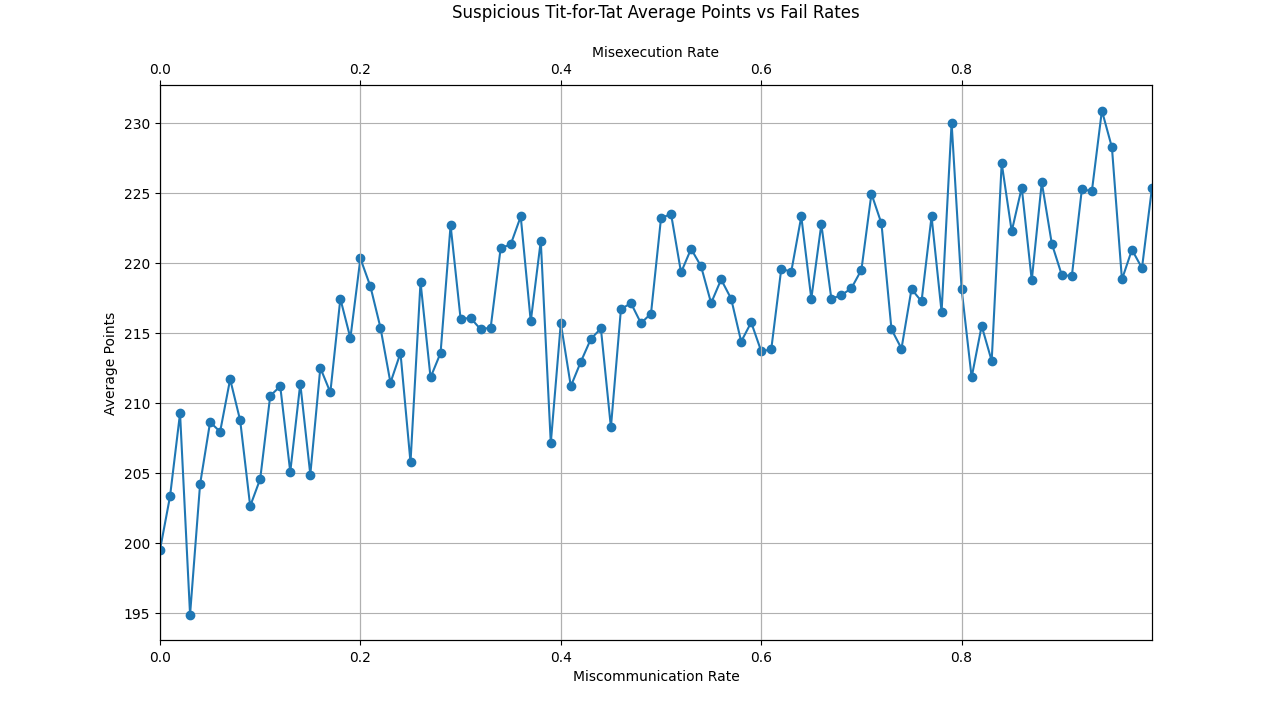 Suspicious Tit-for-Tat Average Points vs Fail Rates
Misexecution Rate
0.0 0.2 0.4 0.6 0.8
230
225
220
215
210
205
200
195
Average Points
0.0 0.2 0.4 0.6 0.8
Miscommunication Rate